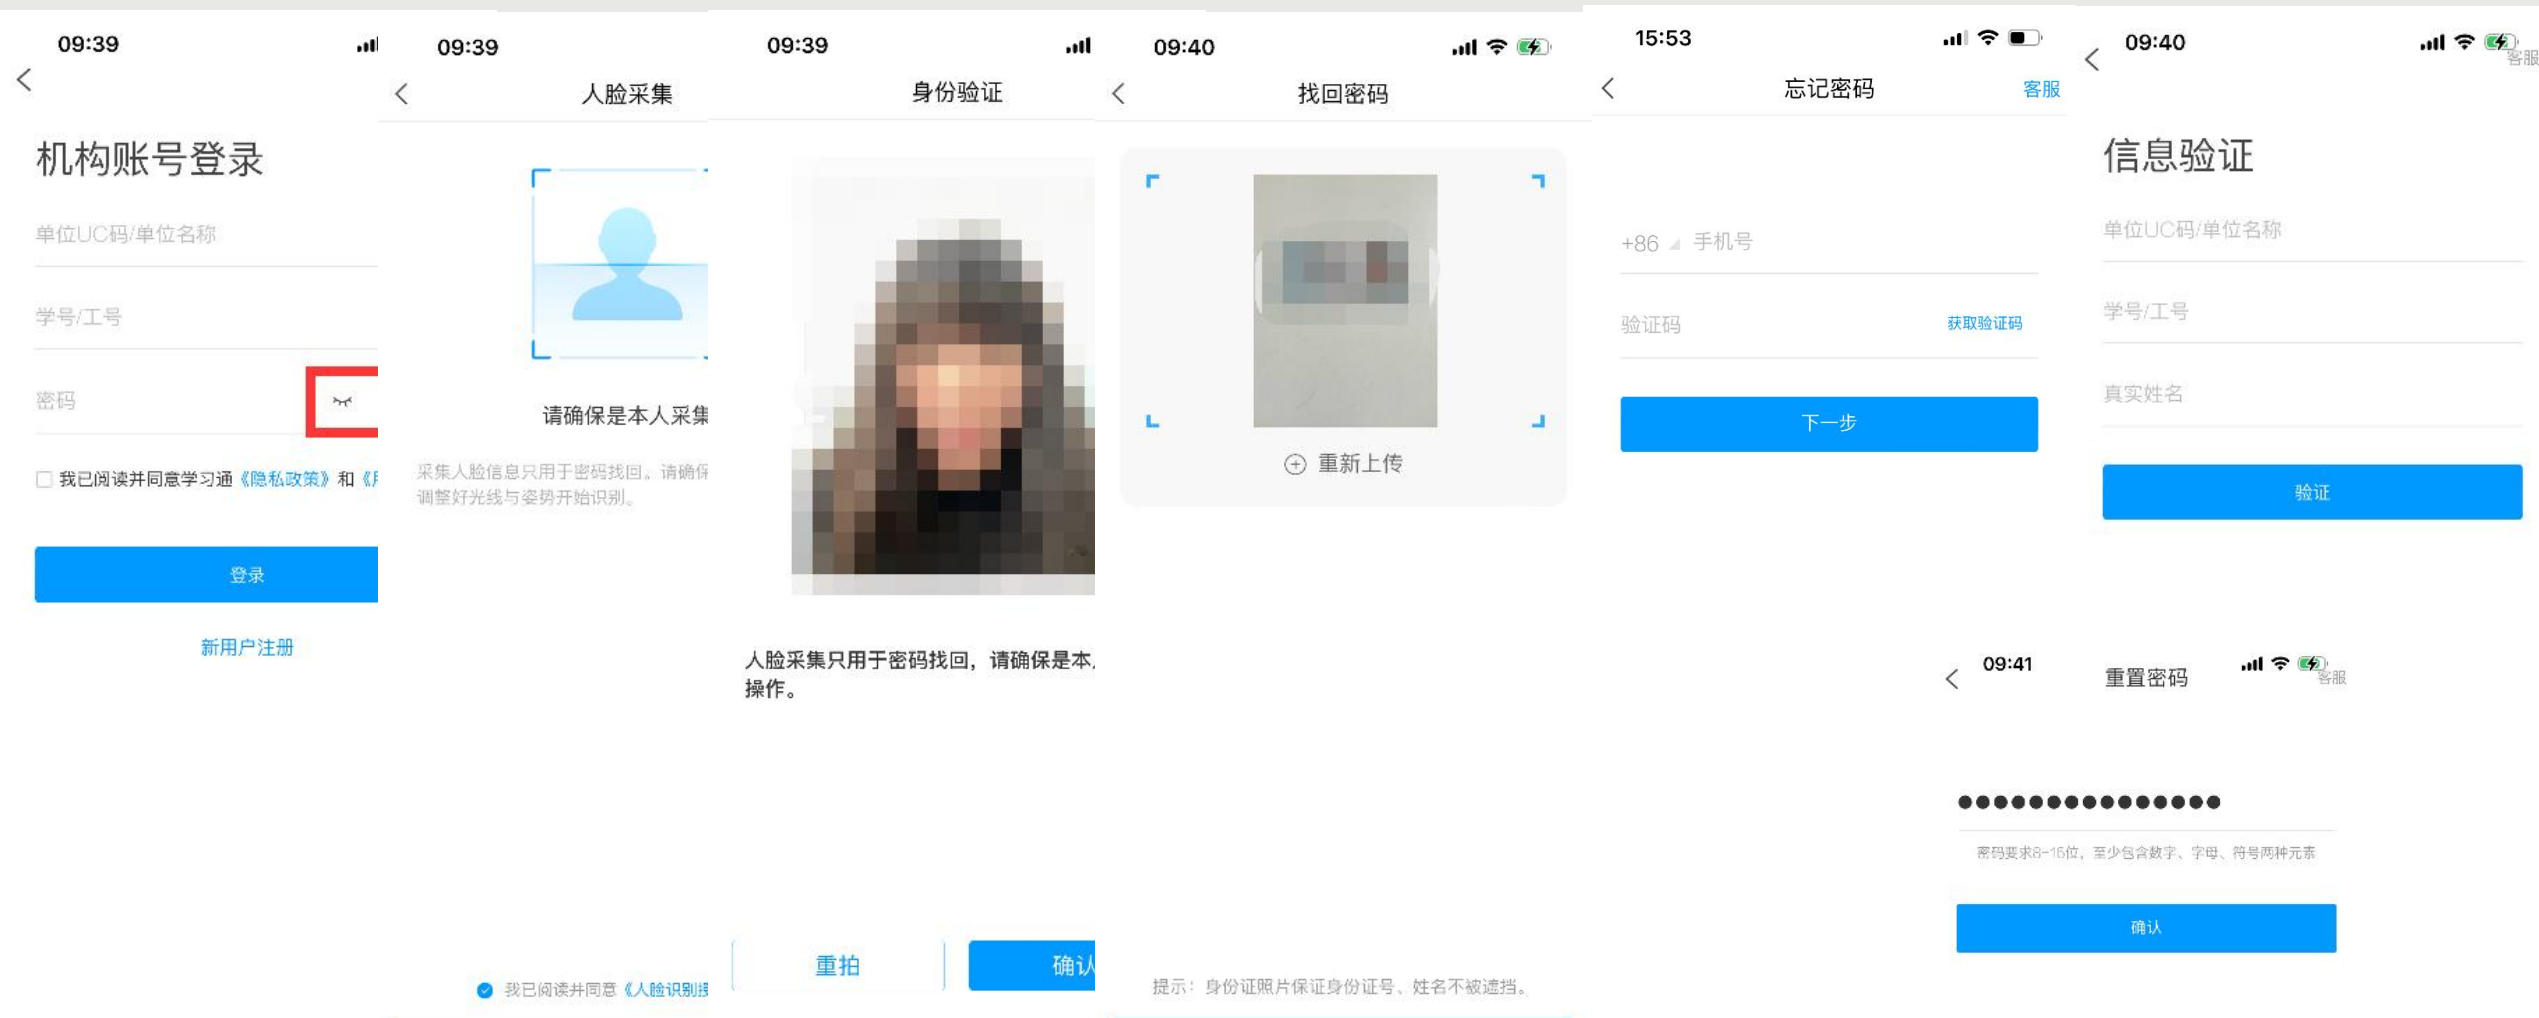 09:39
机构账号登录
单位UC码/单位名称
学号/工号
密码
我已阅读并同意学习通《隐私政策》和《
登录
新用户注册
09:39
人脸采集
请确保是本人采集
采集人脸信息只用于密码找回。请确保
调整好光线与姿势开始识别。
我已阅读并同意《人脸识别
09:39
身份验证
人脸采集只用于密码找回，请确保是本
操作。
重拍
确认
09:40
找回密码
重新上传
提示：身份证照片保证身份证号、姓名不被遮挡。
15:53
忘记密码
客服
+86 手机号
验证码
获取验证码
下一步
09:40
客服
信息验证
单位UC码/单位名称
学号/工号
真实姓名
验证
09:41
重置密码
客服
密码要求8-16位，至少包含数字、字母、符号两种元素
确认